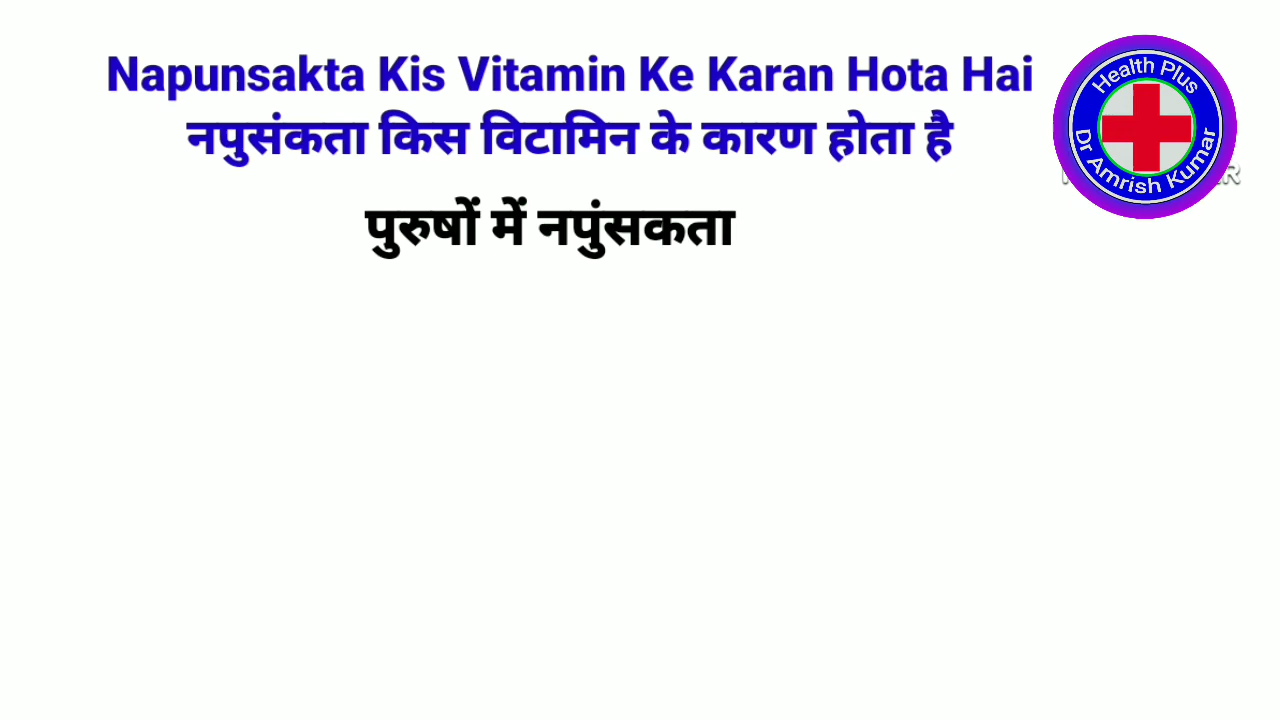 Napunsakta Kis Vitamin Ke Karan Hota Hai
नपुसंकता किस विटामिन के कारण होता है
पुरुषों में नपुंसकता
Health Plus
Dr Amrish Kumar